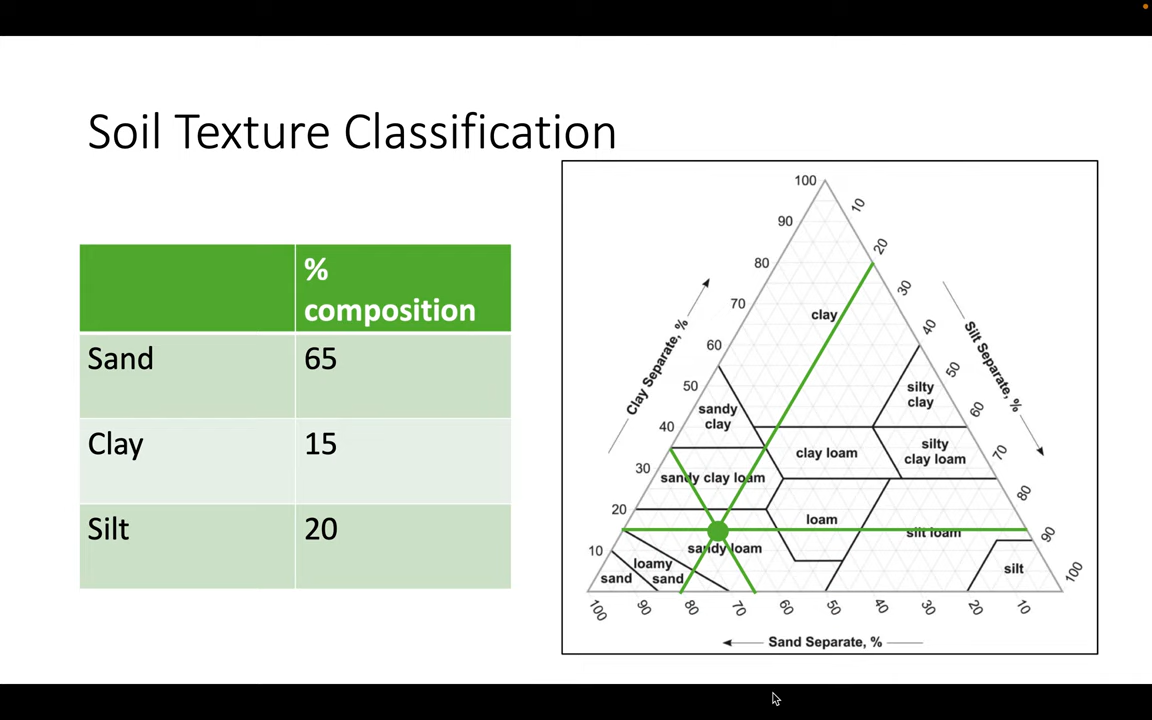 Soil Texture Classification
%
composition
Sand 65
Clay 15
Silt 20
100
90
80
70
60
50
40
30
20
10
10
20
30
40
50
60
70
80
90
100
100
90
80
70
60
50
40
30
20
10
Clay Separate, %
Silt Separate, %
Sand Separate, %
clay
silty
clay
sandy
clay
clay loam
silty
clay loam
sandy clay loam
loam
silt loam
sandy loam
loamy
sand
sand
silt